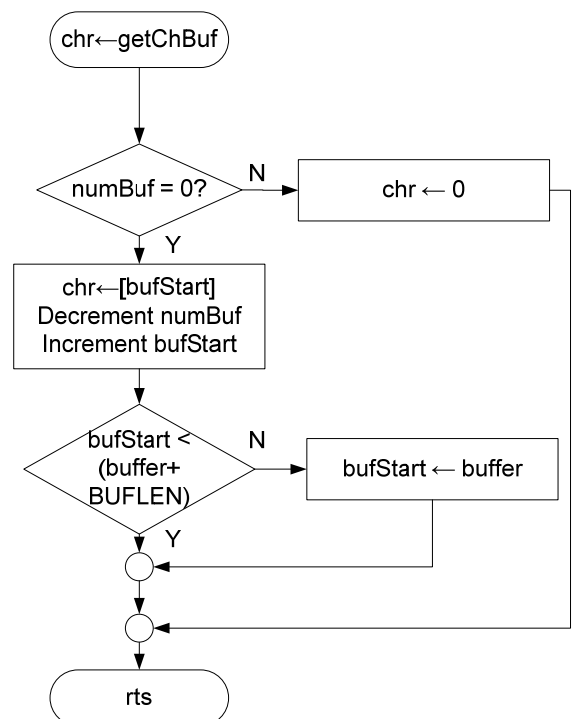 chr←getChBuf
numBuf = 0?
N
chr ← 0
Y
chr←[bufStart]
Decrement numBuf
Increment bufStart
bufStart <
(buffer+
BUFLEN)
N
bufStart ← buffer
Y
rts